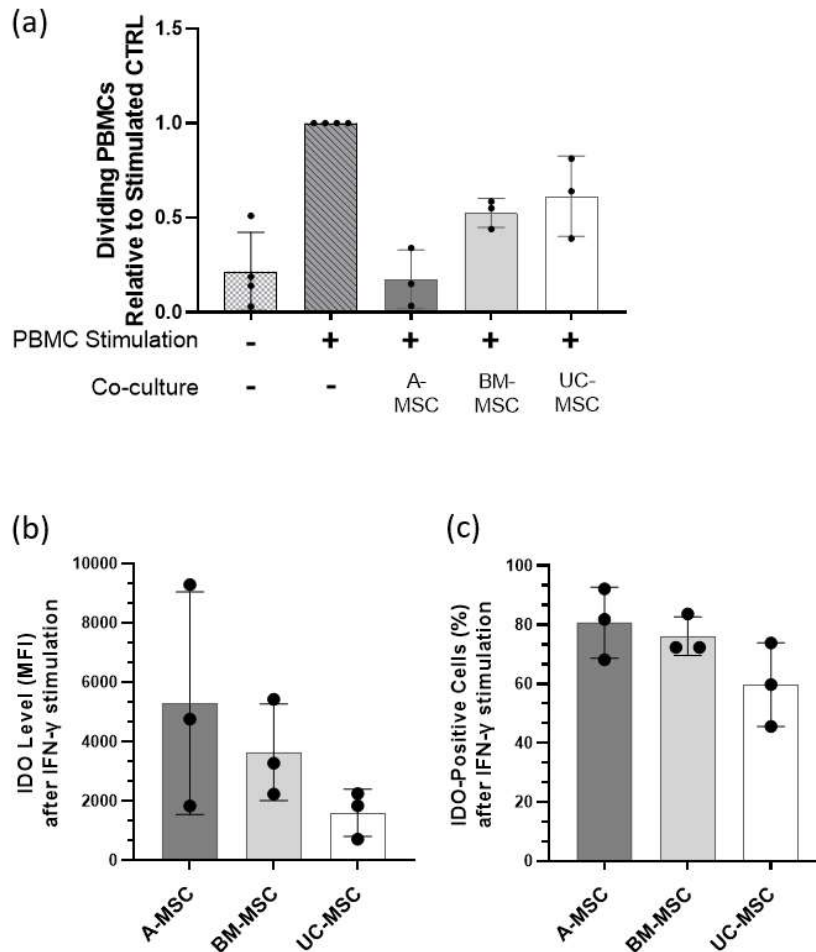 (a)
Dividing PBMCs
Relative to Stimulated CTRL
1.5
1.0
0.5
0.0
PBMC Stimulation - + + + +
Co-culture - - A-MSC BM-MSC UC-MSC
(b)
IDO Level (MFI)
after IFN-γ stimulation
10000
8000
6000
4000
2000
0
A-MSC BM-MSC UC-MSC
(c)
IDO-Positive Cells (%)
after IFN-γ stimulation
100
80
60
40
20
0
A-MSC BM-MSC UC-MSC